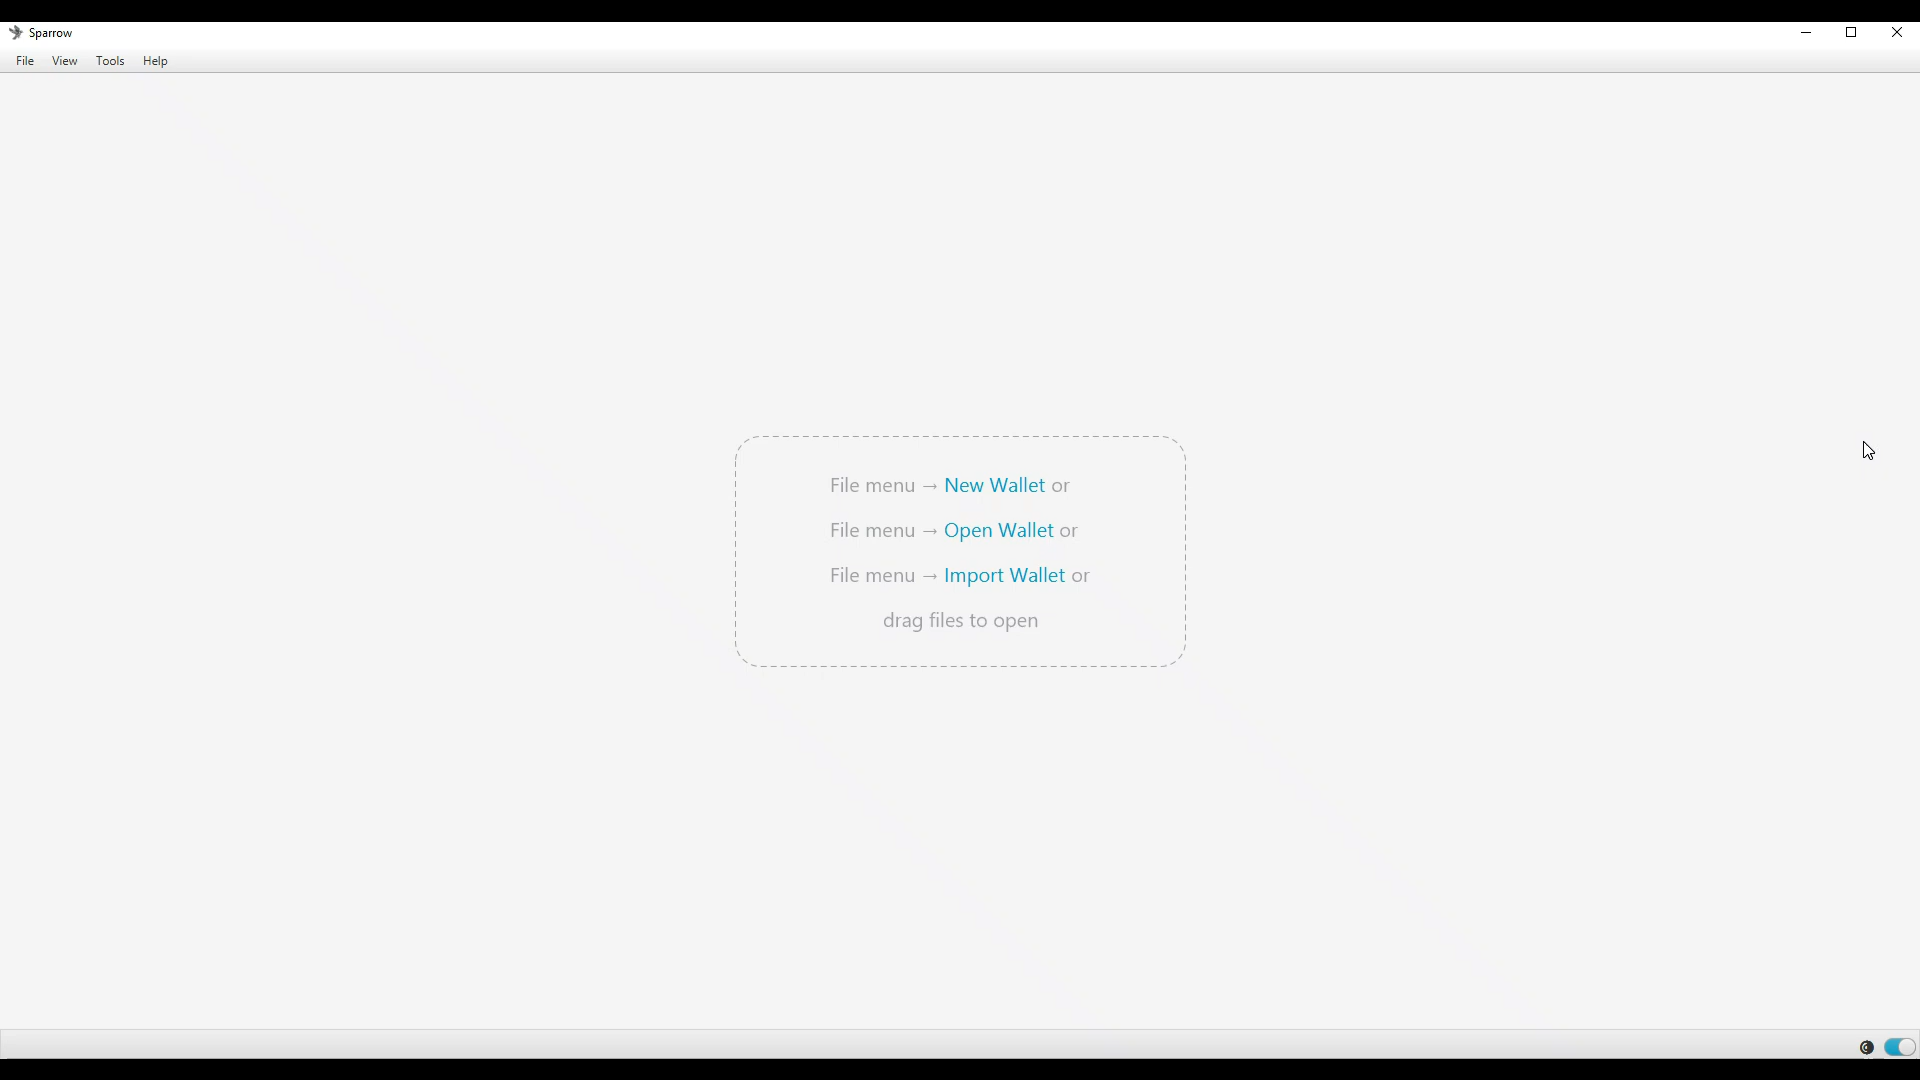 Sparrow
File View Tools Help
File menu → New Wallet or
File menu → Open Wallet or
File menu → Import Wallet or
drag files to open